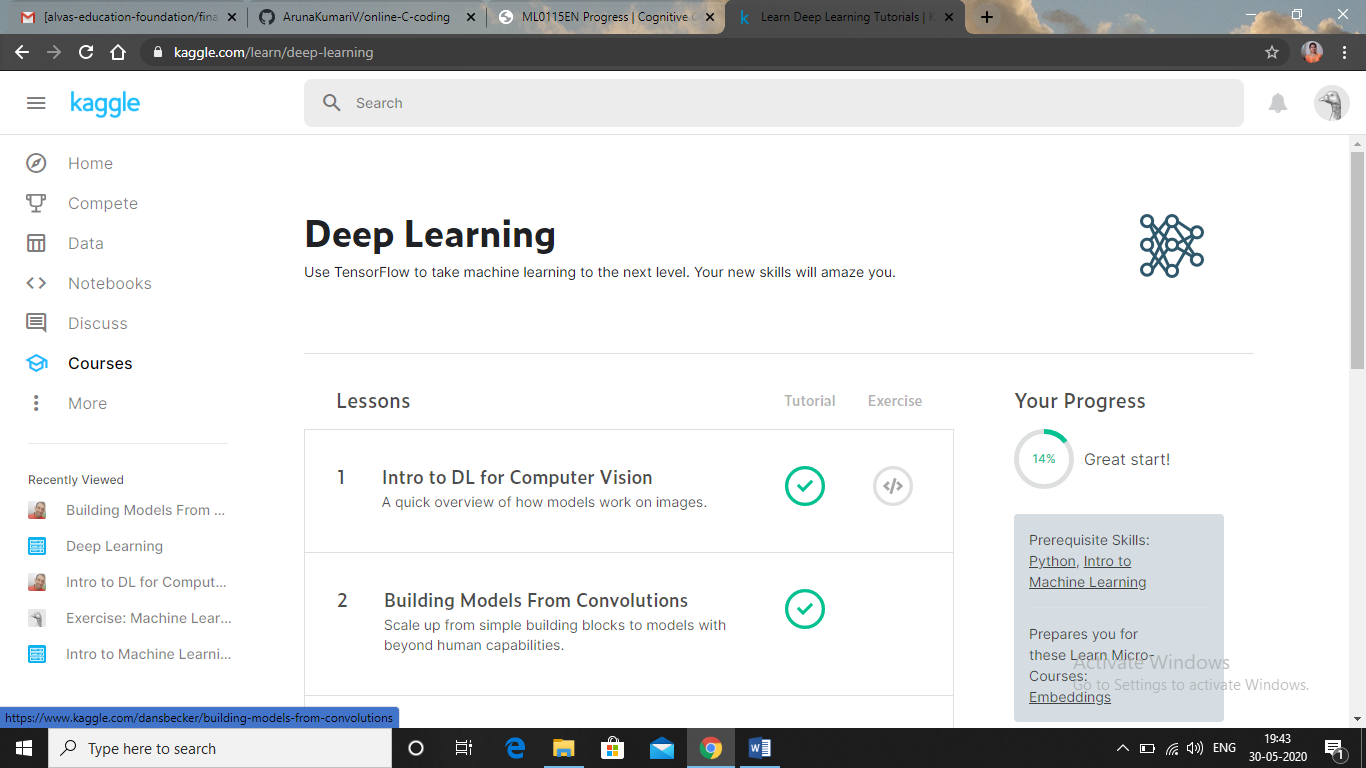 [alvas-education-foundation/fina
ArunaKumariV/online-C-coding
ML0115EN Progress | Cognitive C
Learn Deep Learning Tutorials | K
kaggle.com/learn/deep-learning
kaggle
Search
Home
Compete
Data
Notebooks
Discuss
Courses
More
Recently Viewed
Building Models From ...
Deep Learning
Intro to DL for Comput...
Exercise: Machine Lear...
Intro to Machine Learni...
https://www.kaggle.com/dansbecker/building-models-from-convolutions
Deep Learning
Use TensorFlow to take machine learning to the next level. Your new skills will amaze you.
Lessons
Tutorial
Exercise
1
Intro to DL for Computer Vision
A quick overview of how models work on images.
2
Building Models From Convolutions
Scale up from simple building blocks to models with
beyond human capabilities.
Your Progress
14%
Great start!
Prerequisite Skills:
Python, Intro to
Machine Learning
Prepares you for
these Learn Micro-
Courses:
Embeddings
Activate Windows
Go to Settings to activate Windows.
Type here to search
ENG
19:43
30-05-2020
1